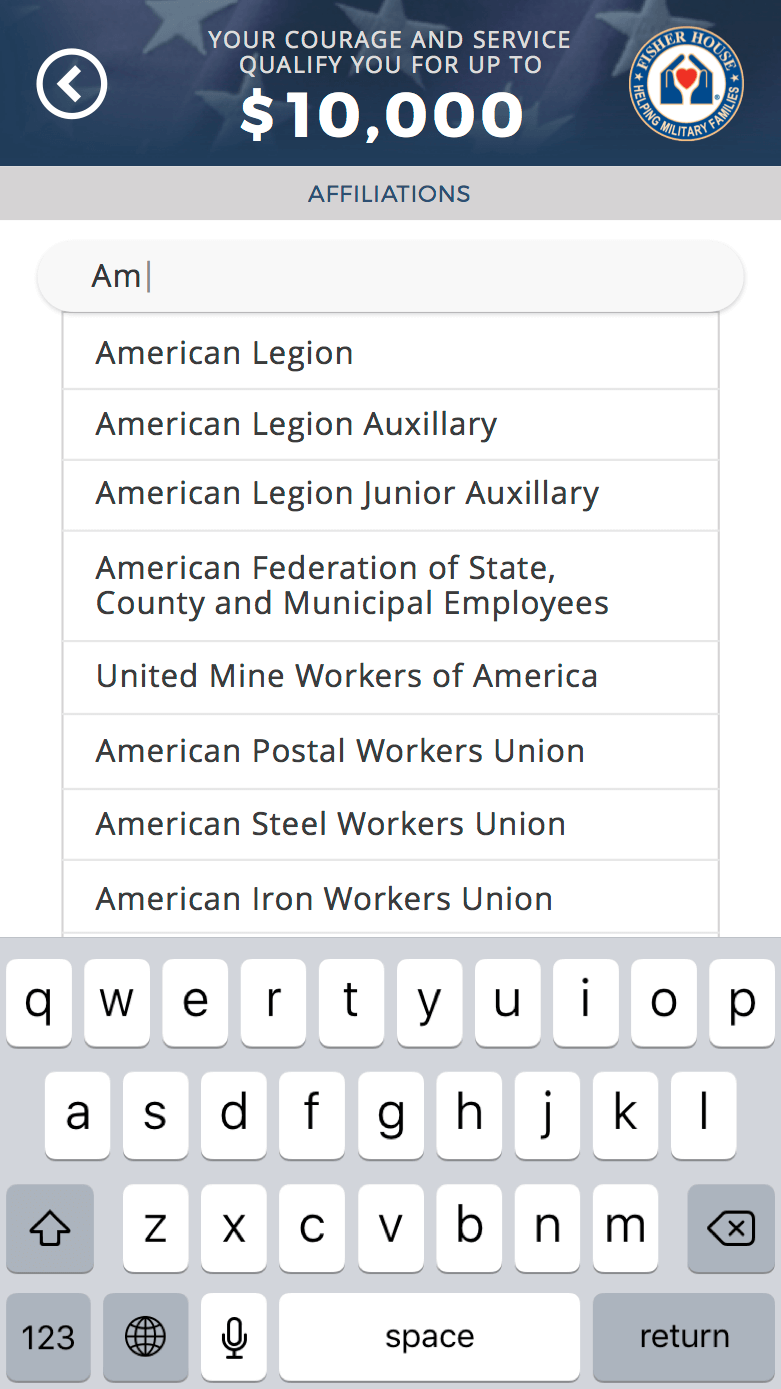 YOUR COURAGE AND SERVICE
QUALIFY YOU FOR UP TO
$10,000
★ FISHER HOUSE ★
HELPING MILITARY FAMILIES
®
AFFILIATIONS
Am
American Legion
American Legion Auxillary
American Legion Junior Auxillary
American Federation of State,
County and Municipal Employees
United Mine Workers of America
American Postal Workers Union
American Steel Workers Union
American Iron Workers Union
q w e r t y u i o p
a s d f g h j k l
z x c v b n m
123 space return